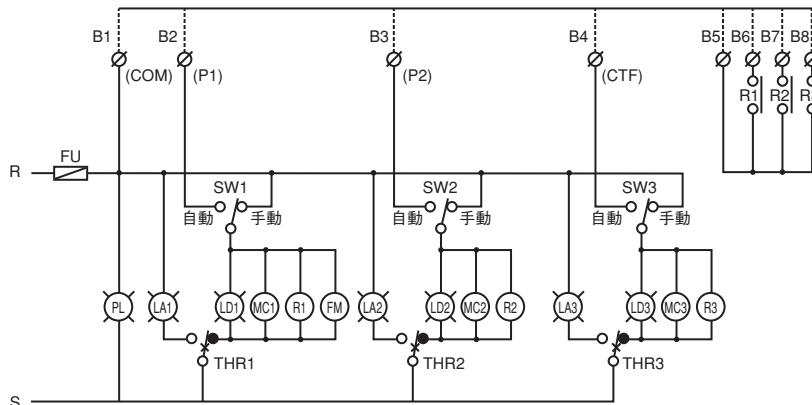 B1 B2 B3 B4 B5 B6 B7 B8
(COM) (P1) (P2) (CTF)
R1 R2
R FU
SW1 SW2 SW3
自動 手動 自動 手動 自動 手動
PL LA1 LD1 MC1 R1 FM LA2 LD2 MC2 R2 LA3 LD3 MC3 R3
THR1 THR2 THR3
S